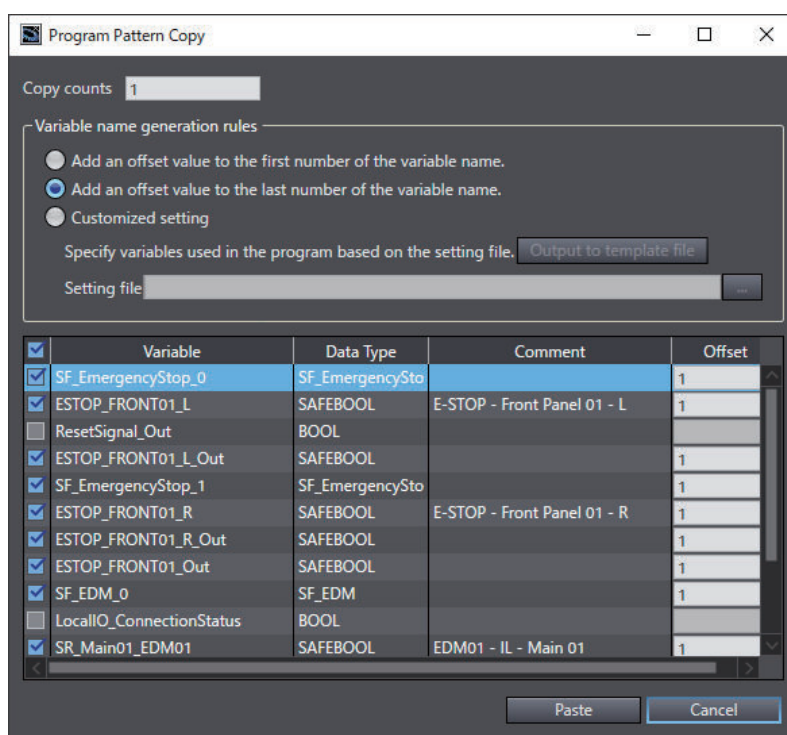 Program Pattern Copy
Copy counts 1
Variable name generation rules
Add an offset value to the first number of the variable name.
Add an offset value to the last number of the variable name.
Customized setting
Specify variables used in the program based on the setting file. Output to template file
Setting file ...
Variable Data Type Comment Offset
SF_EmergencyStop_0 SF_EmergencySto 1
ESTOP_FRONT01_L SAFEBOOL E-STOP - Front Panel 01 - L 1
ResetSignal_Out BOOL
ESTOP_FRONT01_L_Out SAFEBOOL 1
SF_EmergencyStop_1 SF_EmergencySto 1
ESTOP_FRONT01_R SAFEBOOL E-STOP - Front Panel 01 - R 1
ESTOP_FRONT01_R_Out SAFEBOOL 1
ESTOP_FRONT01_Out SAFEBOOL 1
SF_EDM_0 SF_EDM 1
LocalIO_ConnectionStatus BOOL
SR_Main01_EDM01 SAFEBOOL EDM01 - IL - Main 01 1
Paste Cancel